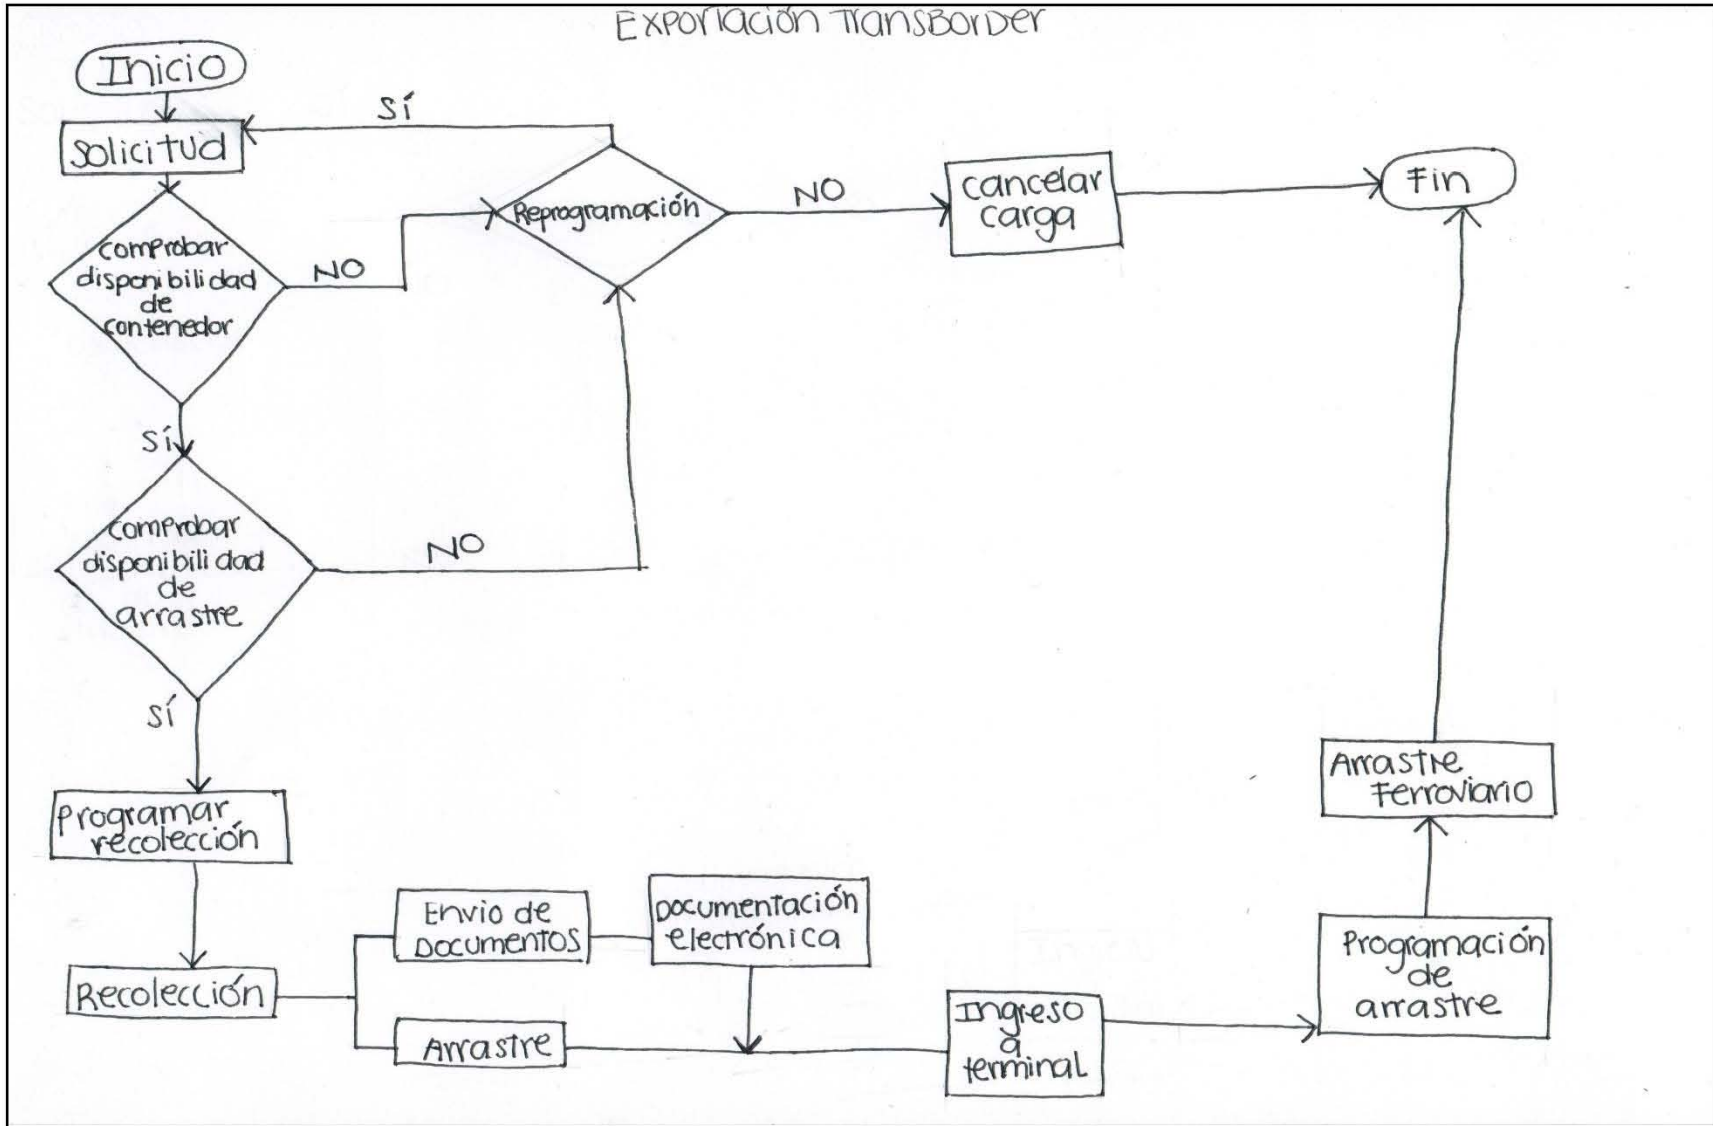 Exportación TransBorder
Inicio
Solicitud
SÍ
comprobar
disponibilidad
de
contenedor
NO
Reprogramación
NO
cancelar
carga
Fin
SÍ
comprobar
disponibilidad
de
arrastre
NO
SÍ
Programar
recolección
Recolección
Envio de
Documentos
Documentación
electrónica
Arrastre
Ingreso
a
terminal
Programación
de
arrastre
Arrastre
Ferroviario